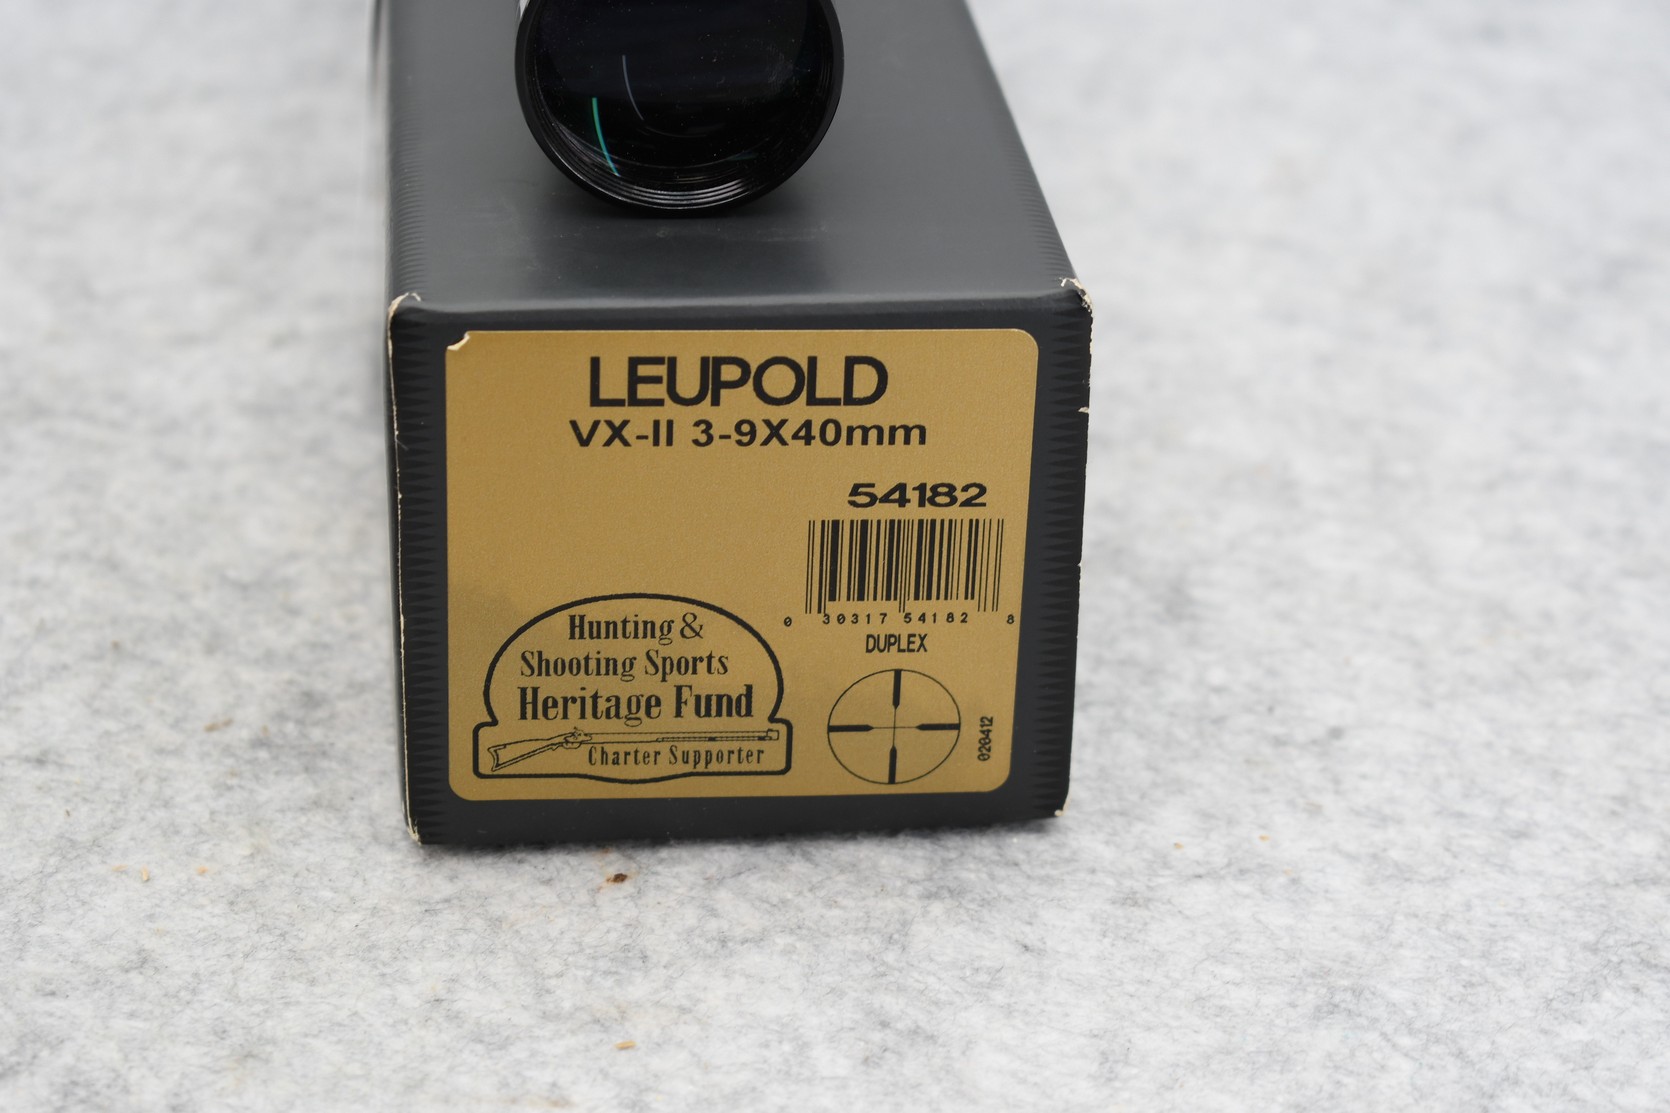 LEUPOLD
VX-II 3-9X40mm
54182
0 30317 54182 8
DUPLEX
Hunting &
Shooting Sports
Heritage Fund
Charter Supporter
020412